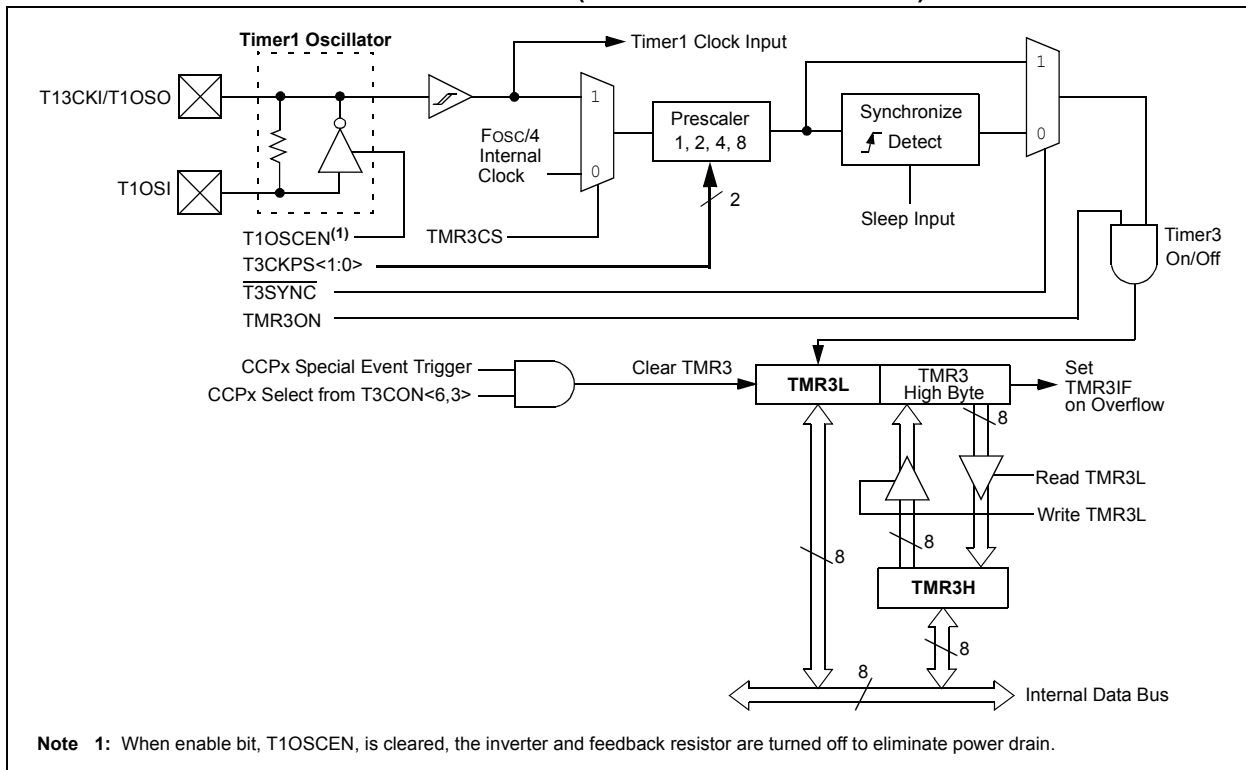 Timer1 Oscillator
Timer1 Clock Input
T13CKI/T1OSO
1
1
Prescaler
1, 2, 4, 8
Synchronize
Detect
FOSC/4
Internal
Clock
0
0
T1OSI
2
Sleep Input
T1OSCEN(1)
TMR3CS
Timer3
On/Off
T3CKPS<1:0>
T3SYNC
TMR3ON
CCPx Special Event Trigger
CCPx Select from T3CON<6,3>
Clear TMR3
TMR3L
TMR3
High Byte
Set
TMR3IF
on Overflow
8
Read TMR3L
Write TMR3L
8
8
TMR3H
8
8
Internal Data Bus
Note 1: When enable bit, T1OSCEN, is cleared, the inverter and feedback resistor are turned off to eliminate power drain.